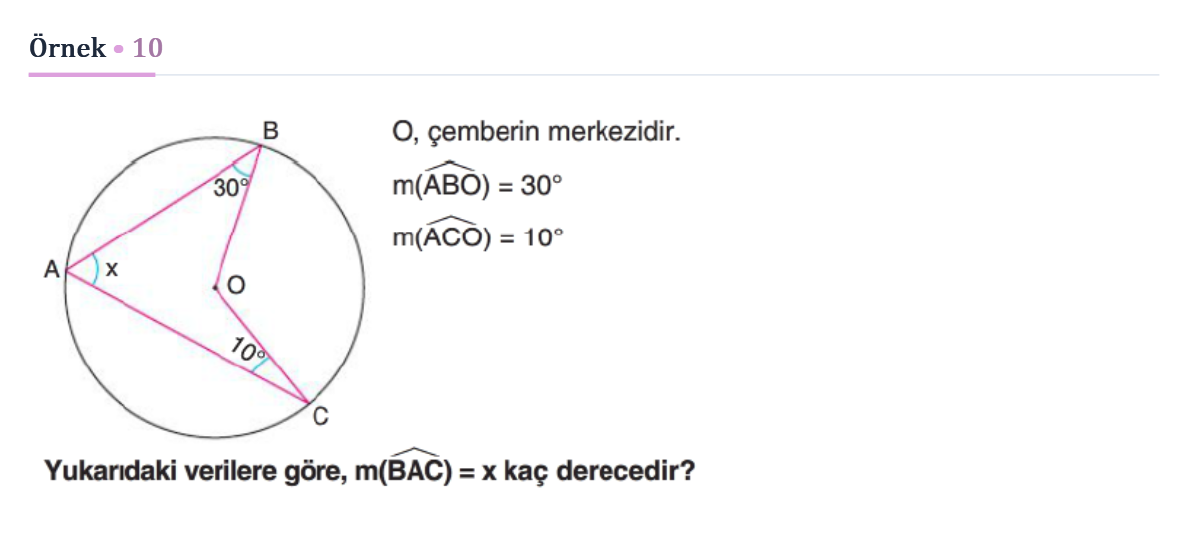 Örnek • 10
B
O, çemberin merkezidir.
30°
m(ABO) = 30°
m(ACO) = 10°
A
x
O
10°
C
Yukarıdaki verilere göre, m(BAC) = x kaç derecedir?